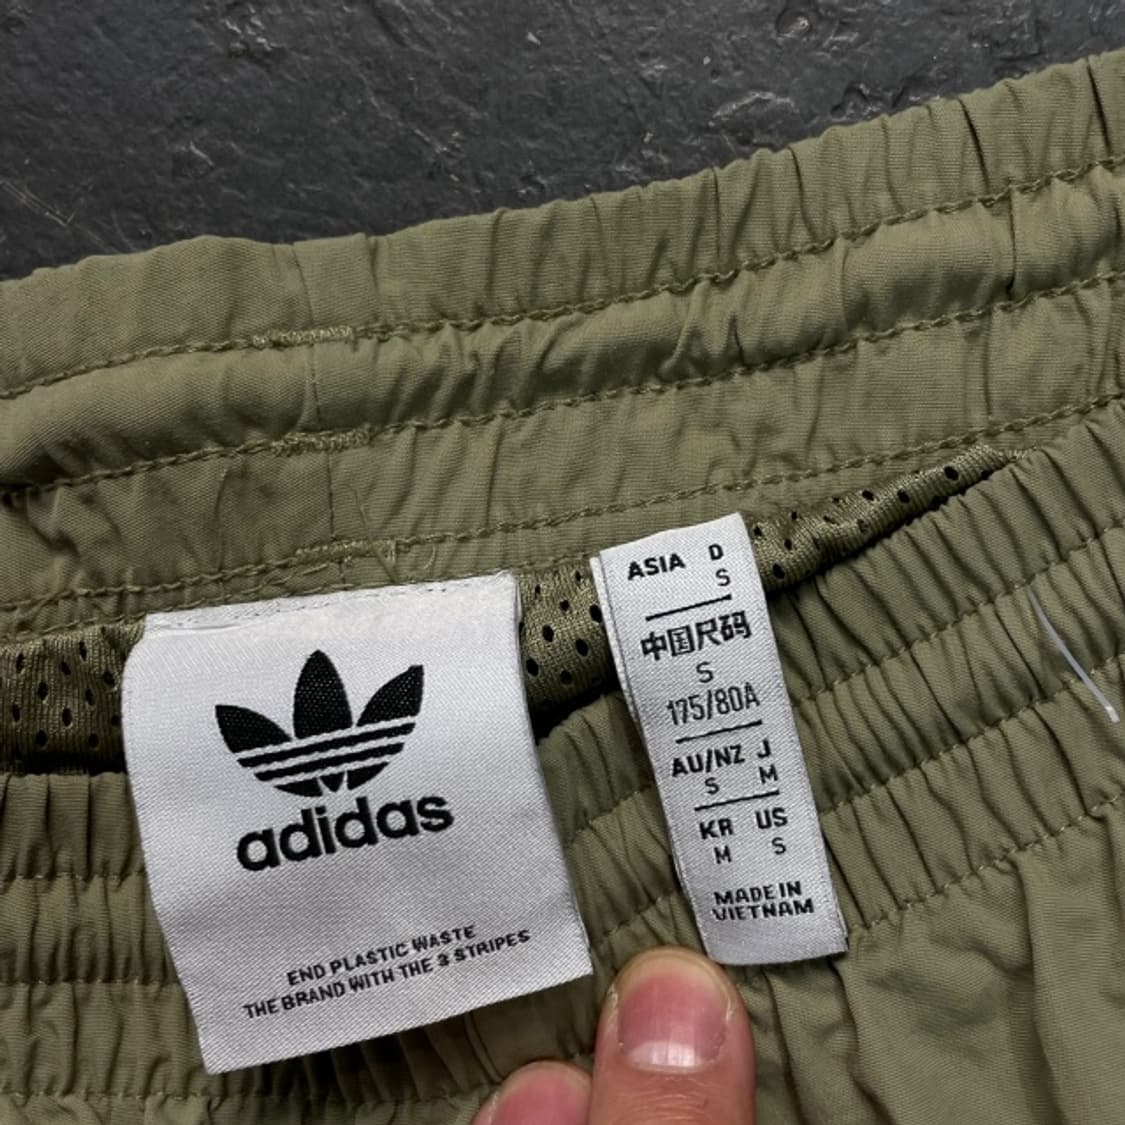 adidas
END PLASTIC WASTE
THE BRAND WITH THE 3 STRIPES
ASIA D
S
中国尺码
S
175/80A
AU/NZ J
S M
KR US
M S
MADE IN
VIETNAM